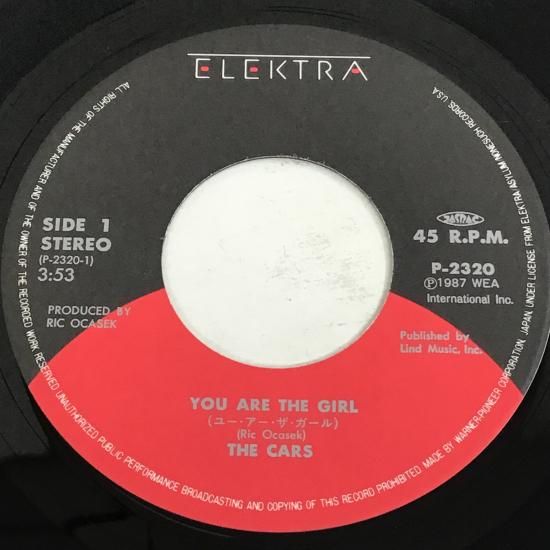 ELEKTRA
SIDE 1
STEREO
(P-2320-1)
3:53
PRODUCED BY
RIC OCASEK
JASRAC
45 R.P.M.
P-2320
Ⓟ1987 WEA
International Inc.
Published by
Lind Music, Inc.
YOU ARE THE GIRL
(ユー・アー・ザ・ガール)
(Ric Ocasek)
THE CARS
ALL RIGHTS OF THE MANUFACTURER AND OF THE OWNER OF THE RECORDED WORK RESERVED UNAUTHORIZED PUBLIC PERFORMANCE BROADCASTING AND COPYING OF THIS RECORD PROHIBITED MADE BY WARNER-PIONEER CORPORATION, JAPAN, UNDER LICENSE FROM ELEKTRA/ASYLUM/NONESUCH RECORDS USA